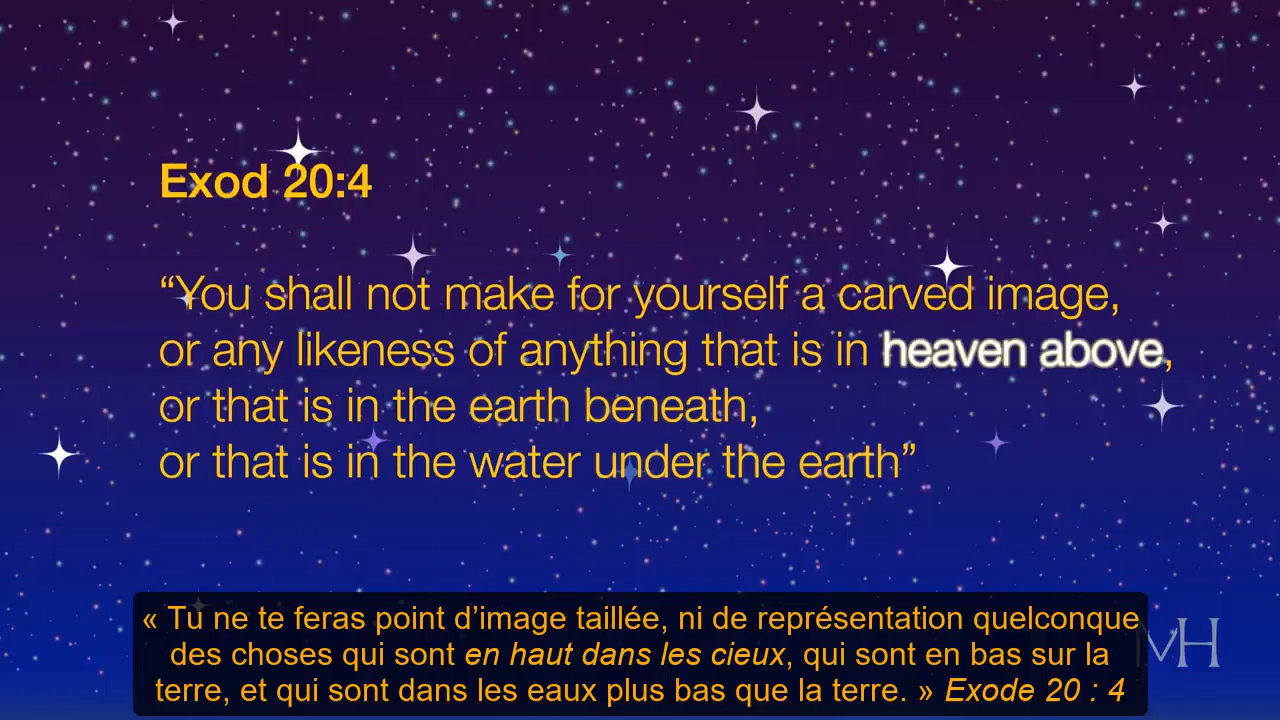 Exod 20:4
“You shall not make for yourself a carved image,
or any likeness of anything that is in heaven above,
or that is in the earth beneath,
or that is in the water under the earth”
« Tu ne te feras point d’image taillée, ni de représentation quelconque
des choses qui sont en haut dans les cieux, qui sont en bas sur la
terre, et qui sont dans les eaux plus bas que la terre. » Exode 20 : 4